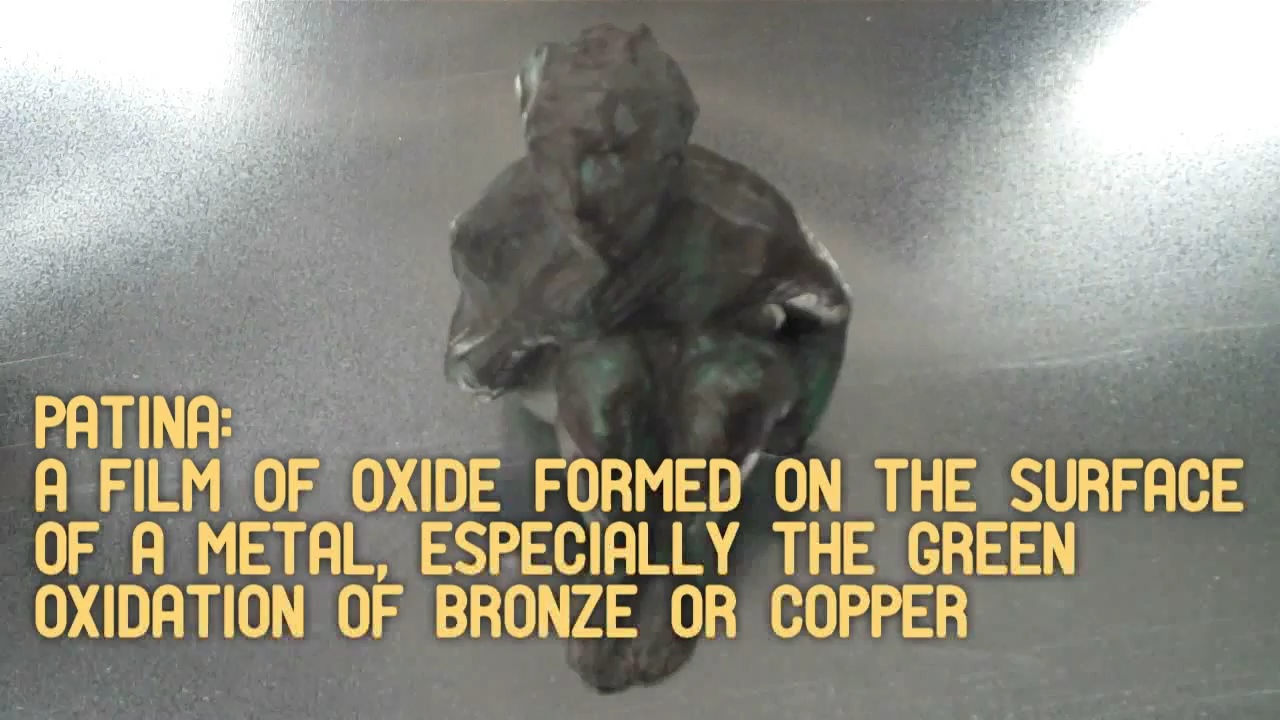 PATINA:
A FILM OF OXIDE FORMED ON THE SURFACE
OF A METAL, ESPECIALLY THE GREEN
OXIDATION OF BRONZE OR COPPER